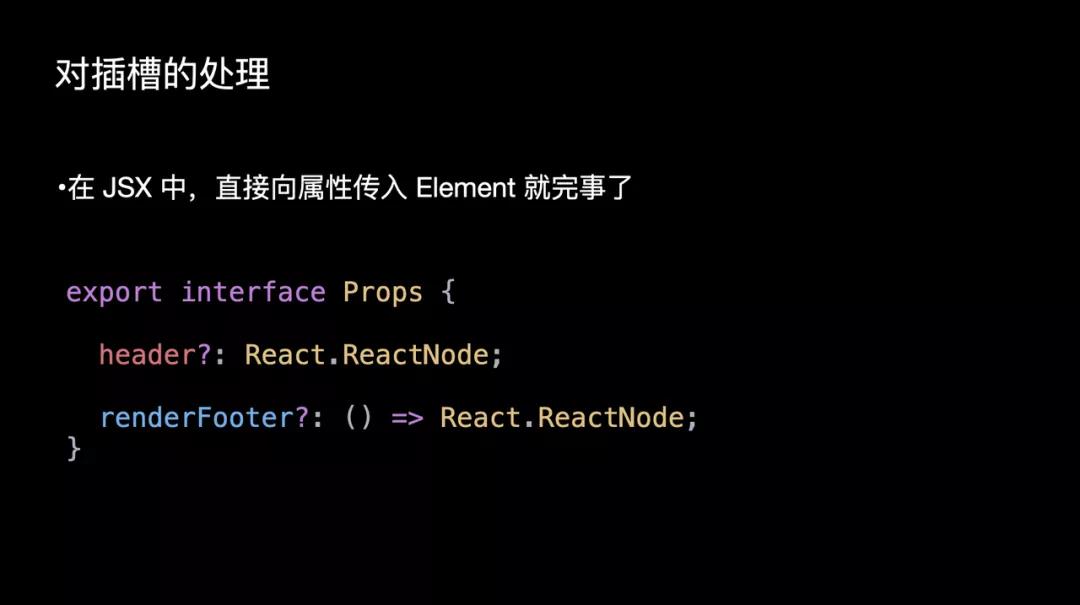 对插槽的处理
•在 JSX 中，直接向属性传入 Element 就完事了
export interface Props {
header?: React.ReactNode;
renderFooter?: () => React.ReactNode;
}